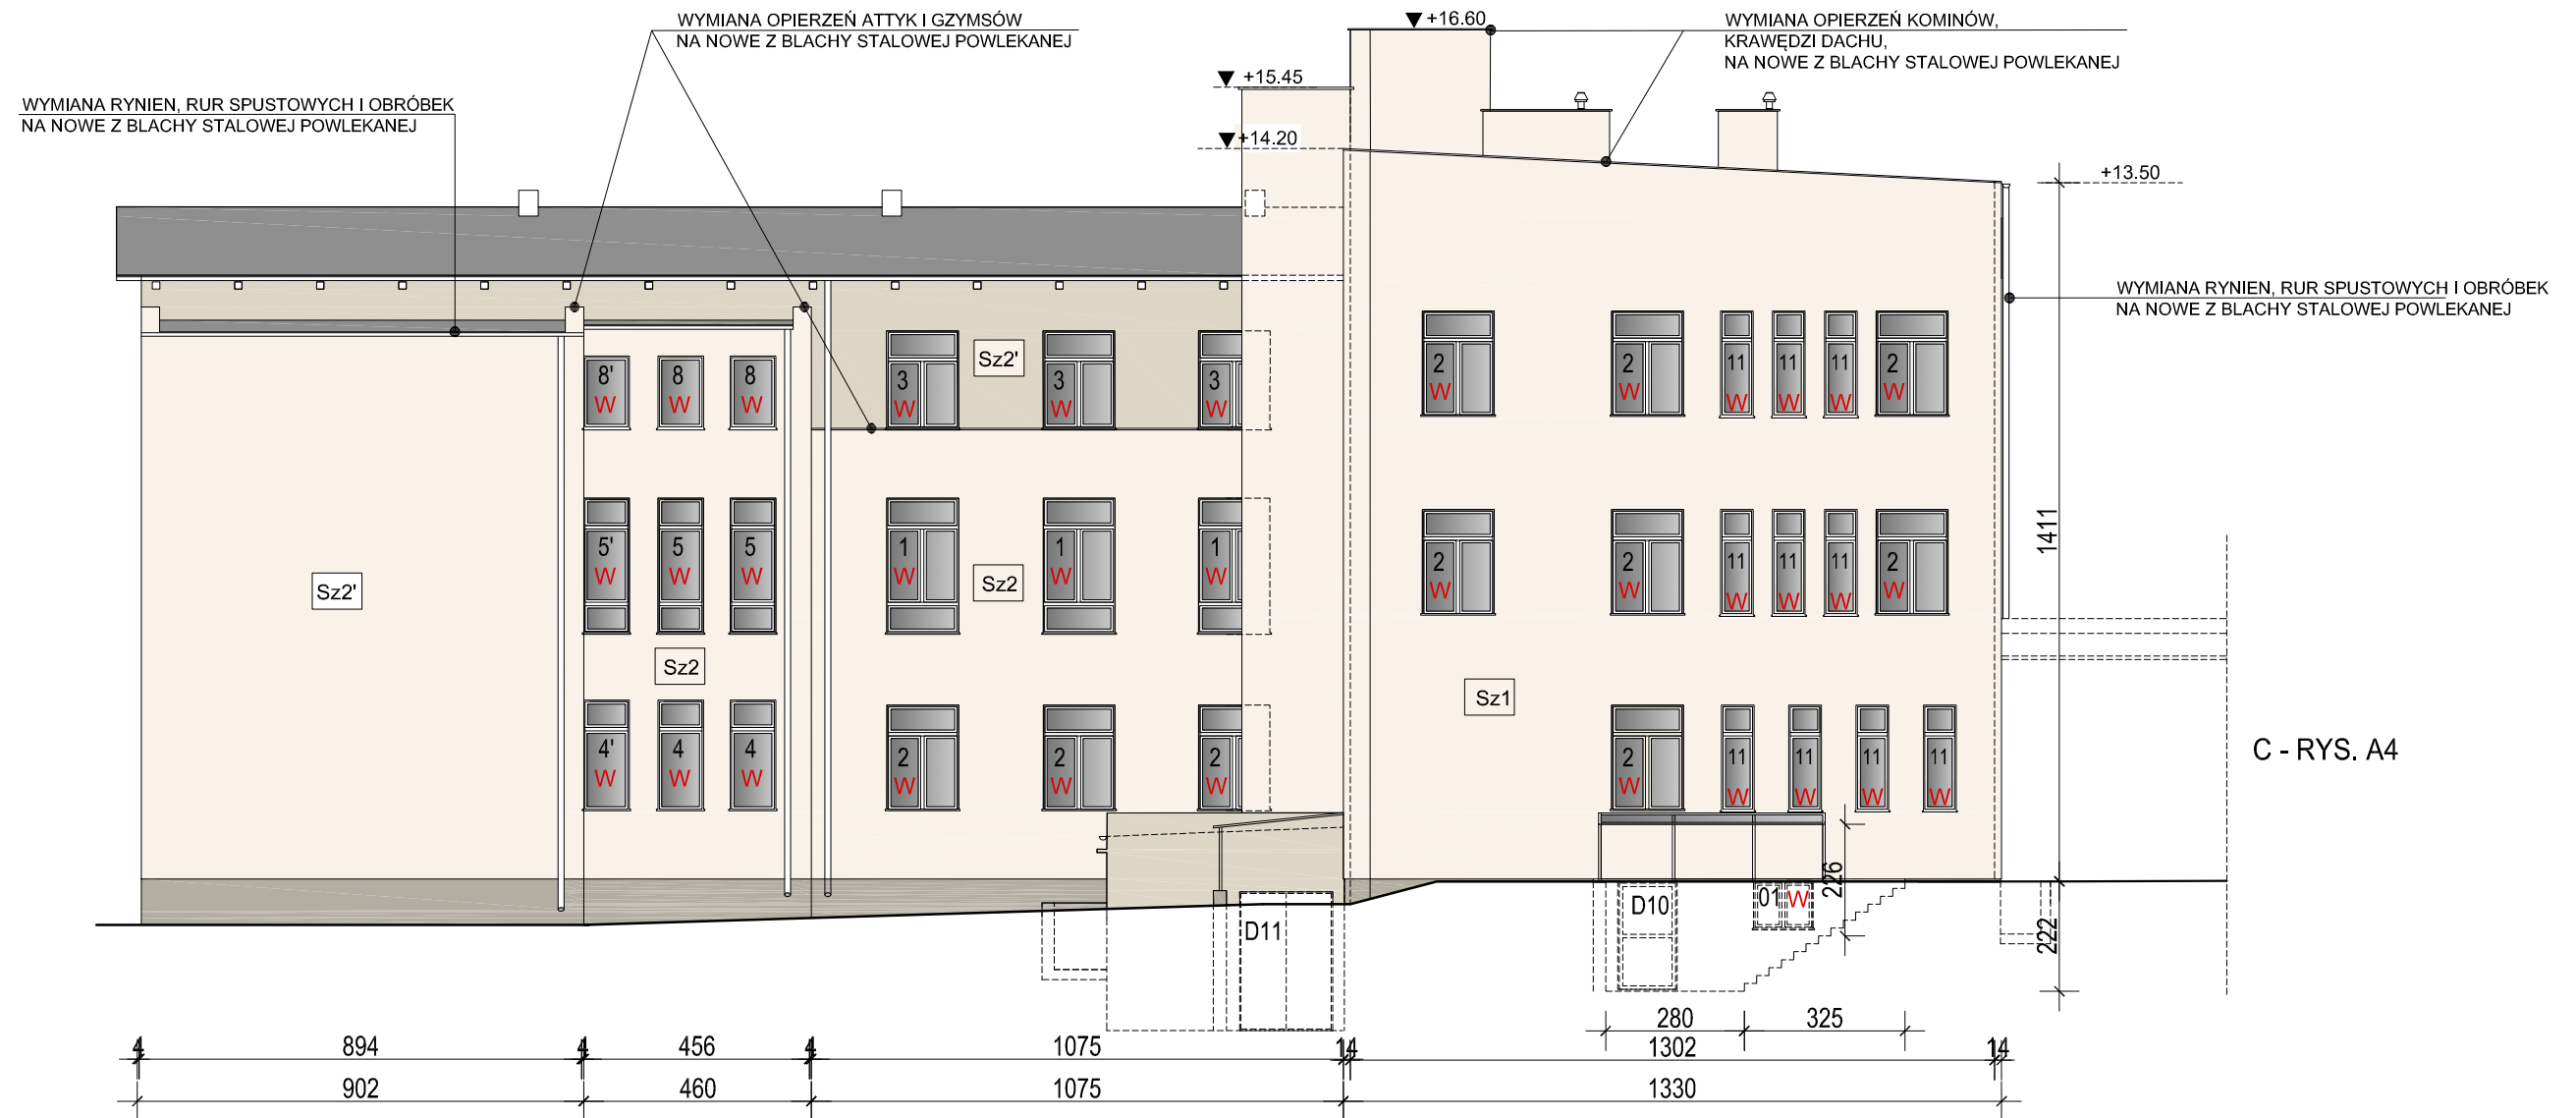 WYMIANA OPIERZEŃ ATTYK I GZYMSÓW
NA NOWE Z BLACHY STALOWEJ POWLEKANEJ
+16.60
WYMIANA OPIERZEŃ KOMINÓW,
KRAWĘDZI DACHU,
NA NOWE Z BLACHY STALOWEJ POWLEKANEJ
+15.45
WYMIANA RYNIEN, RUR SPUSTOWYCH I OBRÓBEK
NA NOWE Z BLACHY STALOWEJ POWLEKANEJ
+14.20
+13.50
WYMIANA RYNIEN, RUR SPUSTOWYCH I OBRÓBEK
NA NOWE Z BLACHY STALOWEJ POWLEKANEJ
Sz2'
8' 8 8 3 3 3 2 2 11 11 11 2
W W W W W W W W W W W W
5' 5 5 1 1 1 2 2 11 11 11 2
W W W W W W W W W W W W
1411
Sz2'
Sz2
Sz2
Sz1
4' 4 4 2 2 2 2 11 11 11 11
W W W W W W W W W W W
C - RYS. A4
226
D10
01 W
D11
222
280 325
4 894 4 456 4 1075 14 1302 14
902 460 1075 1330